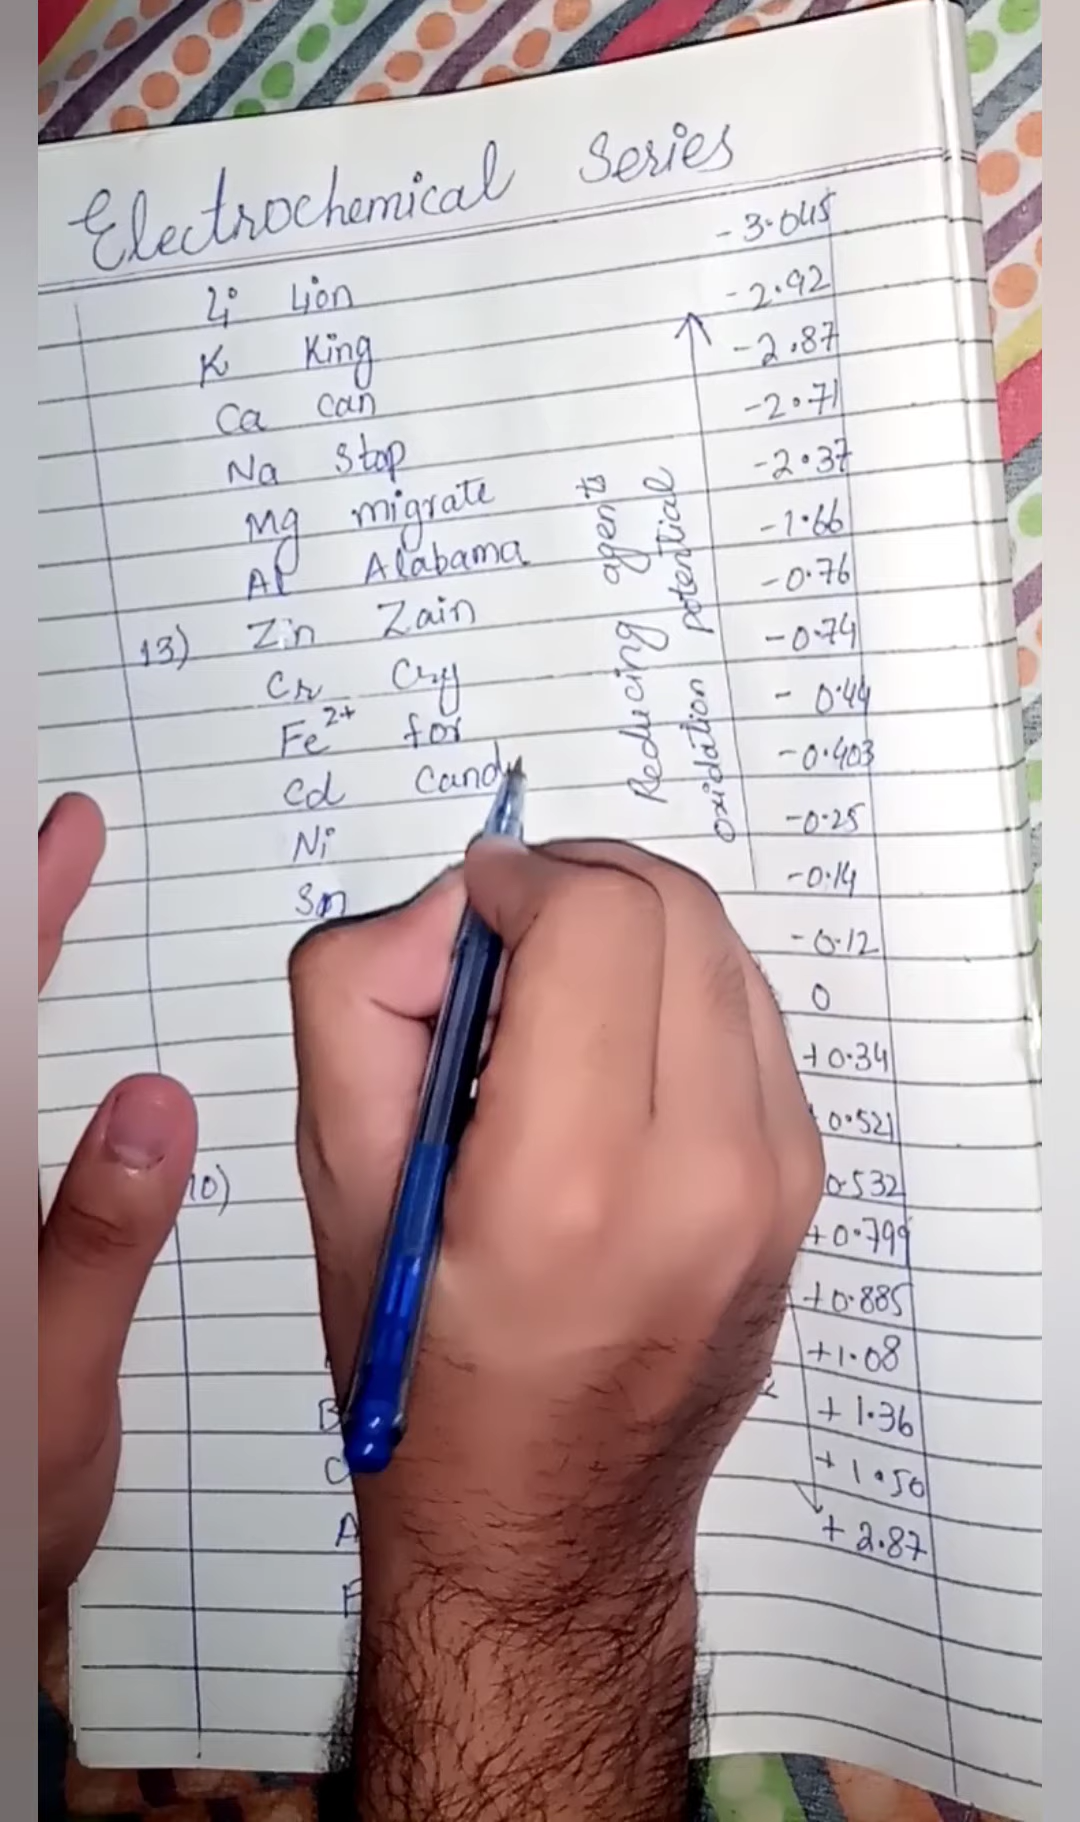 Electrochemical Series
Li Lion -3.045
K King -2.92
Ca can -2.87
Na Stop -2.71
Mg migrate -2.37
Al Alabama -1.66
13) Zn Zain -0.76
Cr Cry -0.74
Fe2+ for -0.44
Cd Cand -0.403
Ni -0.25
Sn -0.14
-0.12
0
+0.34
0.521
10) 0.532
+0.799
+0.885
+1.08
B +1.36
C +1.50
A +2.87
F
Reducing agents
oxidation potential